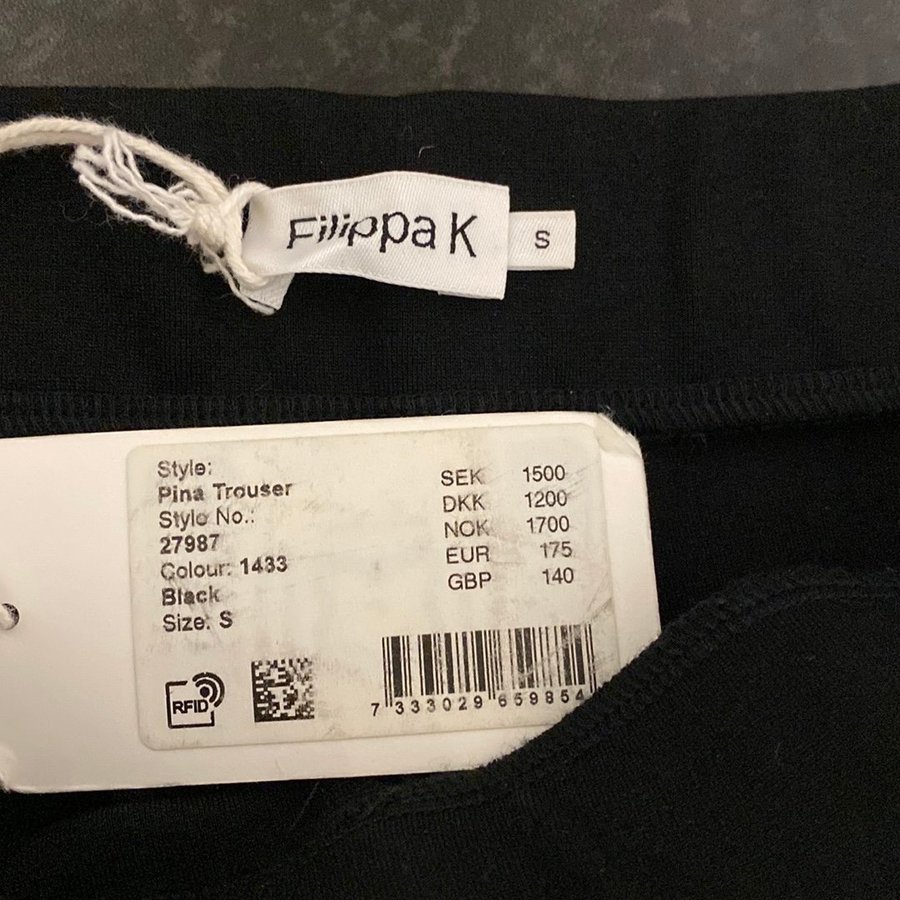 Filippa K
S
Style:
Pina Trouser
Style No.:
27987
Colour: 1433
Black
Size: S
SEK 1500
DKK 1200
NOK 1700
EUR 175
GBP 140
RFID
7 333029 659854